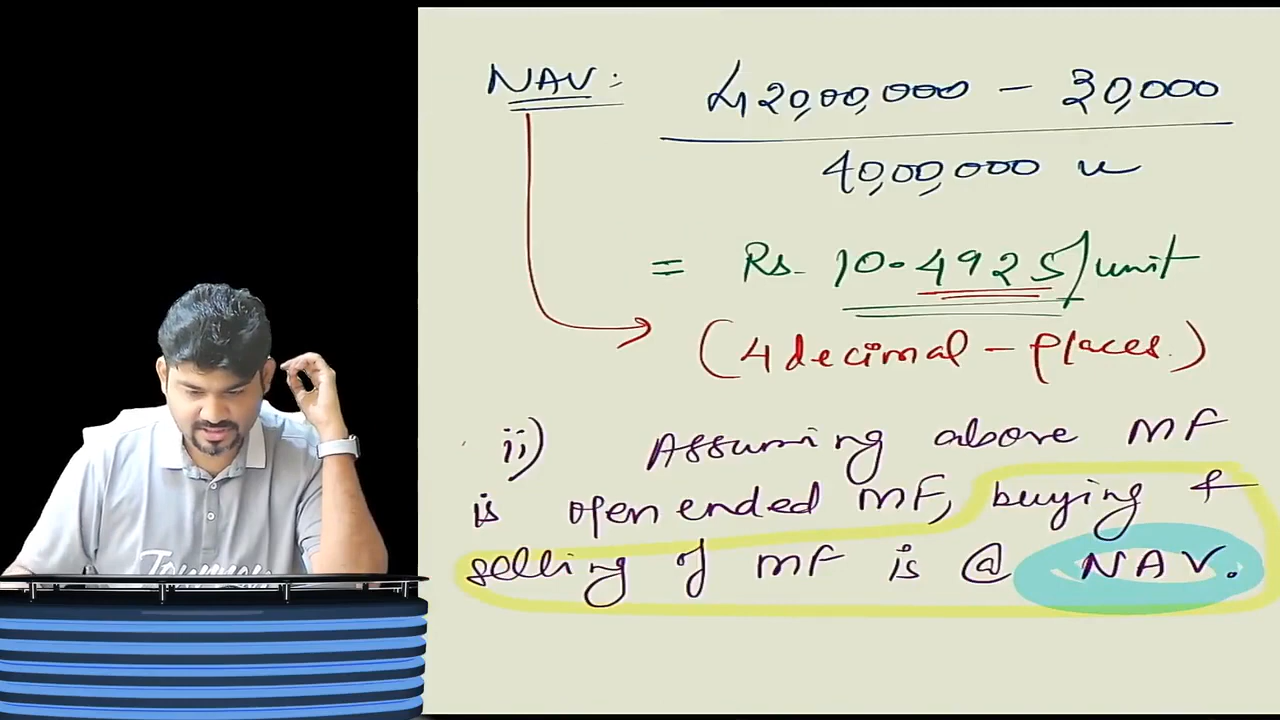 NAV: 420,00,000 - 30,000
40,00,000 u
= Rs. 10.4925/unit
(4 decimal - places.)
ii) Assuming above MF
is open ended MF, buying &
selling of MF is @ NAV.